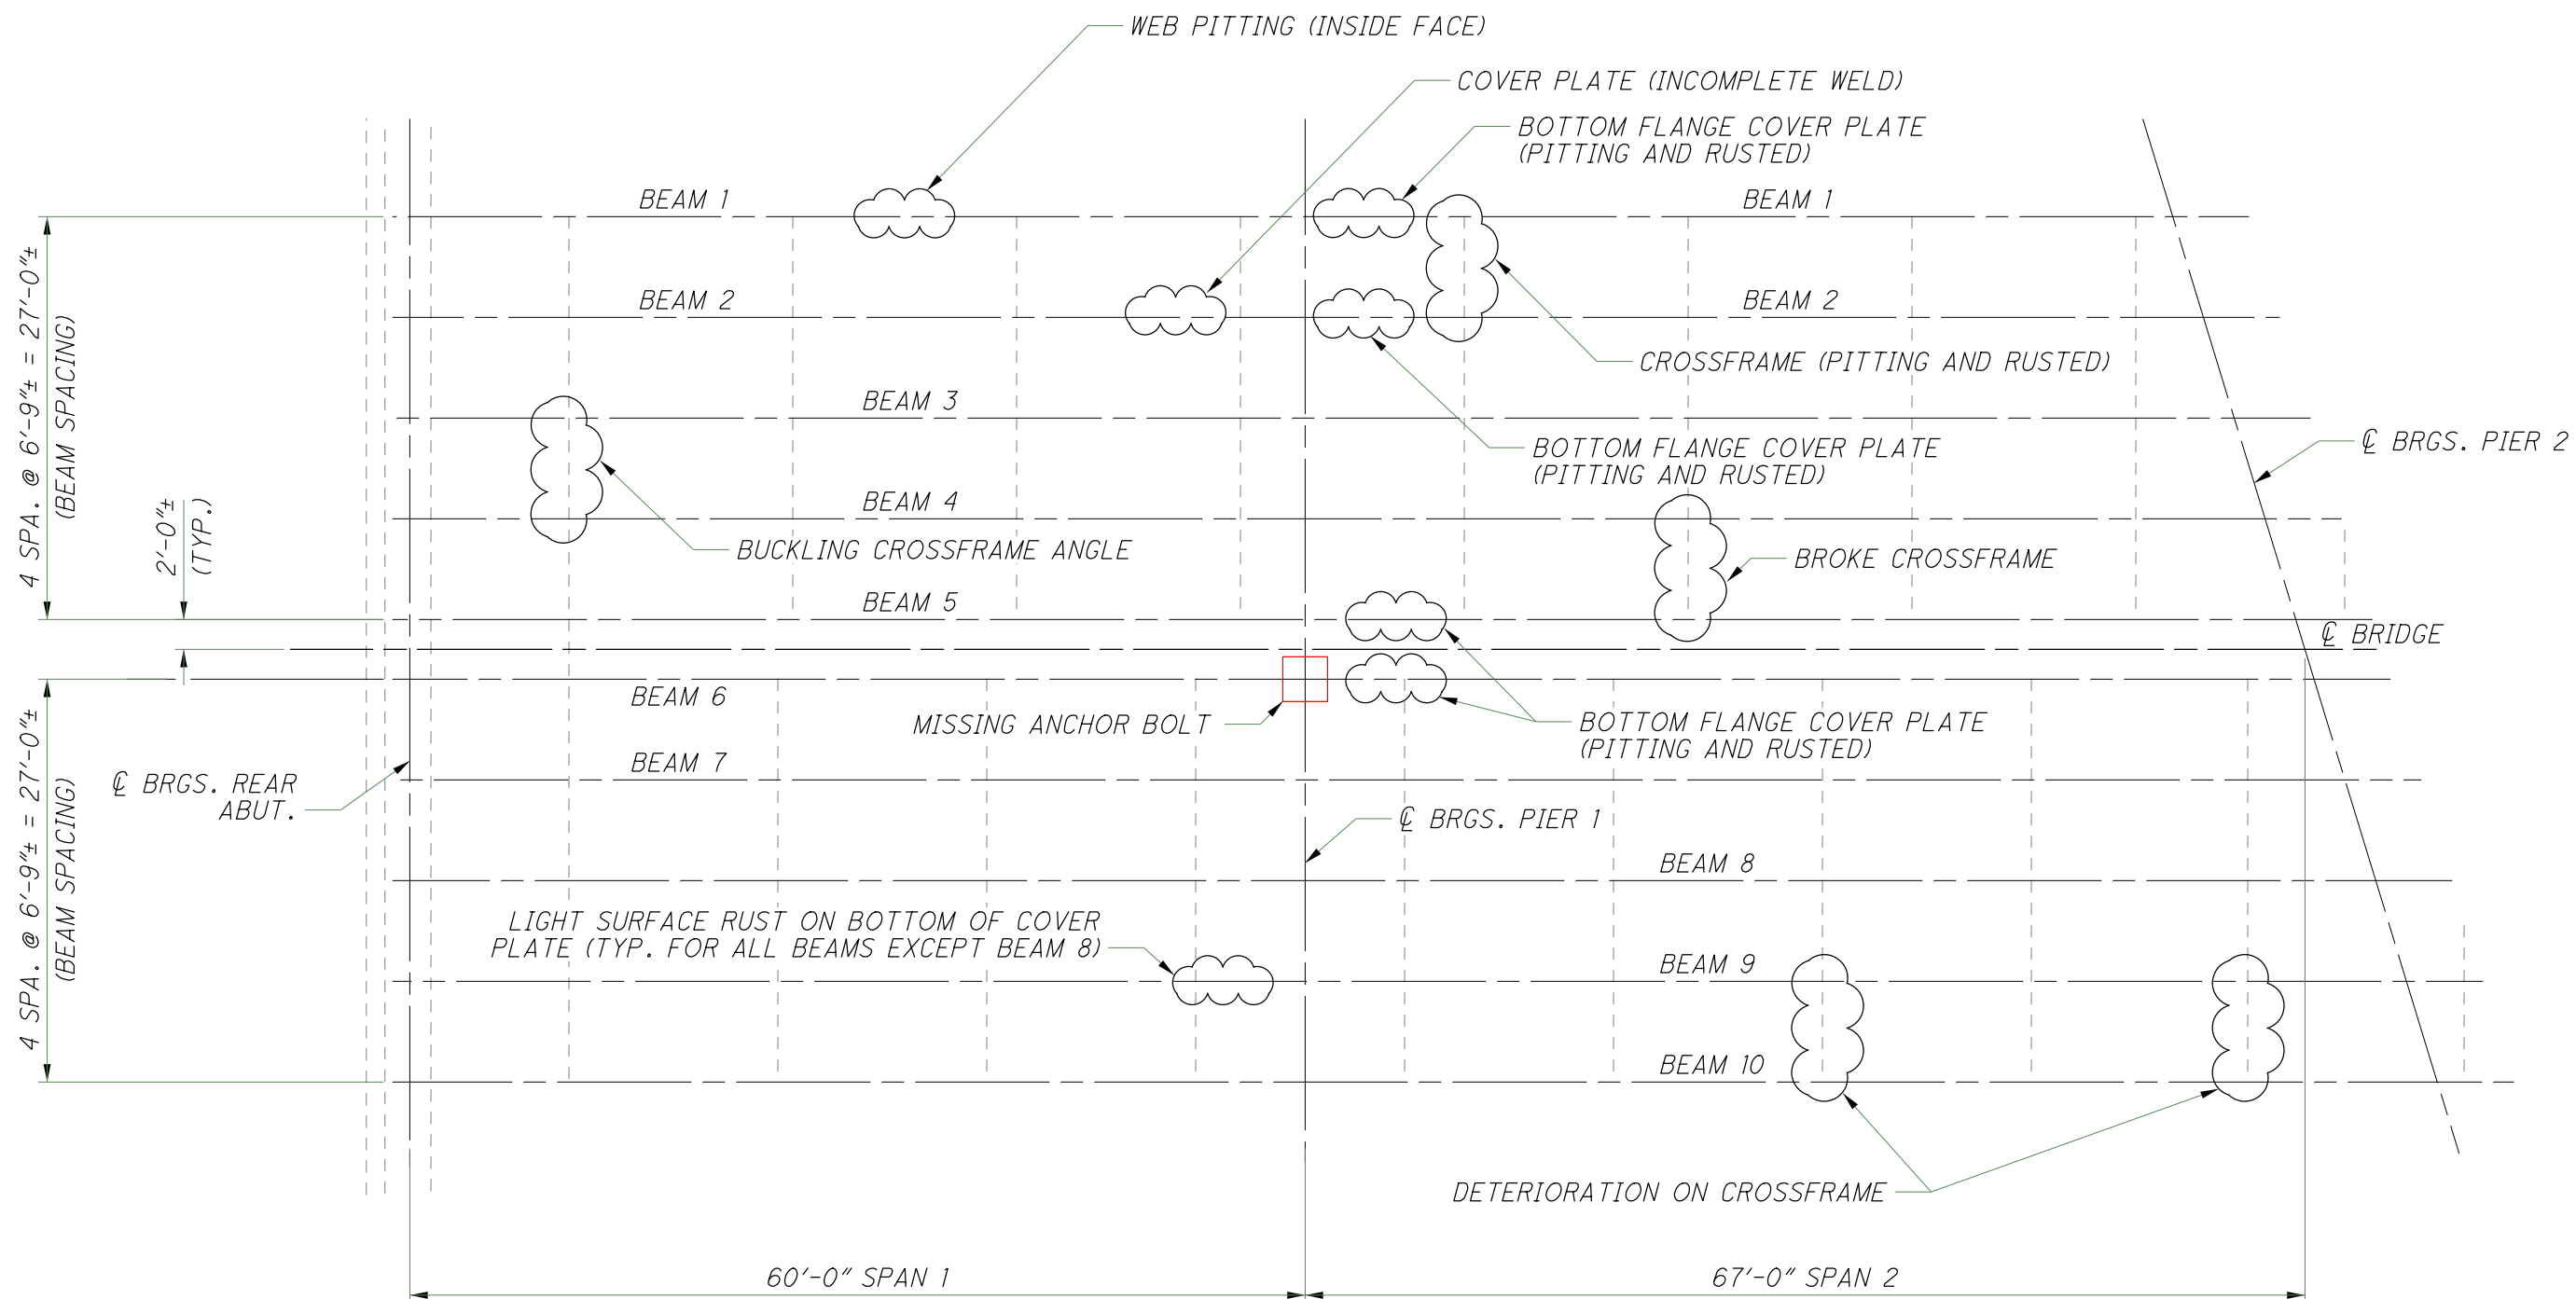 WEB PITTING (INSIDE FACE)
COVER PLATE (INCOMPLETE WELD)
BOTTOM FLANGE COVER PLATE
(PITTING AND RUSTED)
BEAM 1
BEAM 1
BEAM 2
BEAM 2
4 SPA. @ 6'-9"± = 27'-0"±
(BEAM SPACING)
CROSSFRAME (PITTING AND RUSTED)
BEAM 3
BOTTOM FLANGE COVER PLATE
(PITTING AND RUSTED)
℄ BRGS. PIER 2
BEAM 4
2'-0"±
(TYP.)
BUCKLING CROSSFRAME ANGLE
BROKE CROSSFRAME
BEAM 5
℄ BRIDGE
BEAM 6
MISSING ANCHOR BOLT
BOTTOM FLANGE COVER PLATE
(PITTING AND RUSTED)
BEAM 7
℄ BRGS. REAR
ABUT.
4 SPA. @ 6'-9"± = 27'-0"±
(BEAM SPACING)
℄ BRGS. PIER 1
BEAM 8
LIGHT SURFACE RUST ON BOTTOM OF COVER
PLATE (TYP. FOR ALL BEAMS EXCEPT BEAM 8)
BEAM 9
BEAM 10
DETERIORATION ON CROSSFRAME
60'-0" SPAN 1
67'-0" SPAN 2